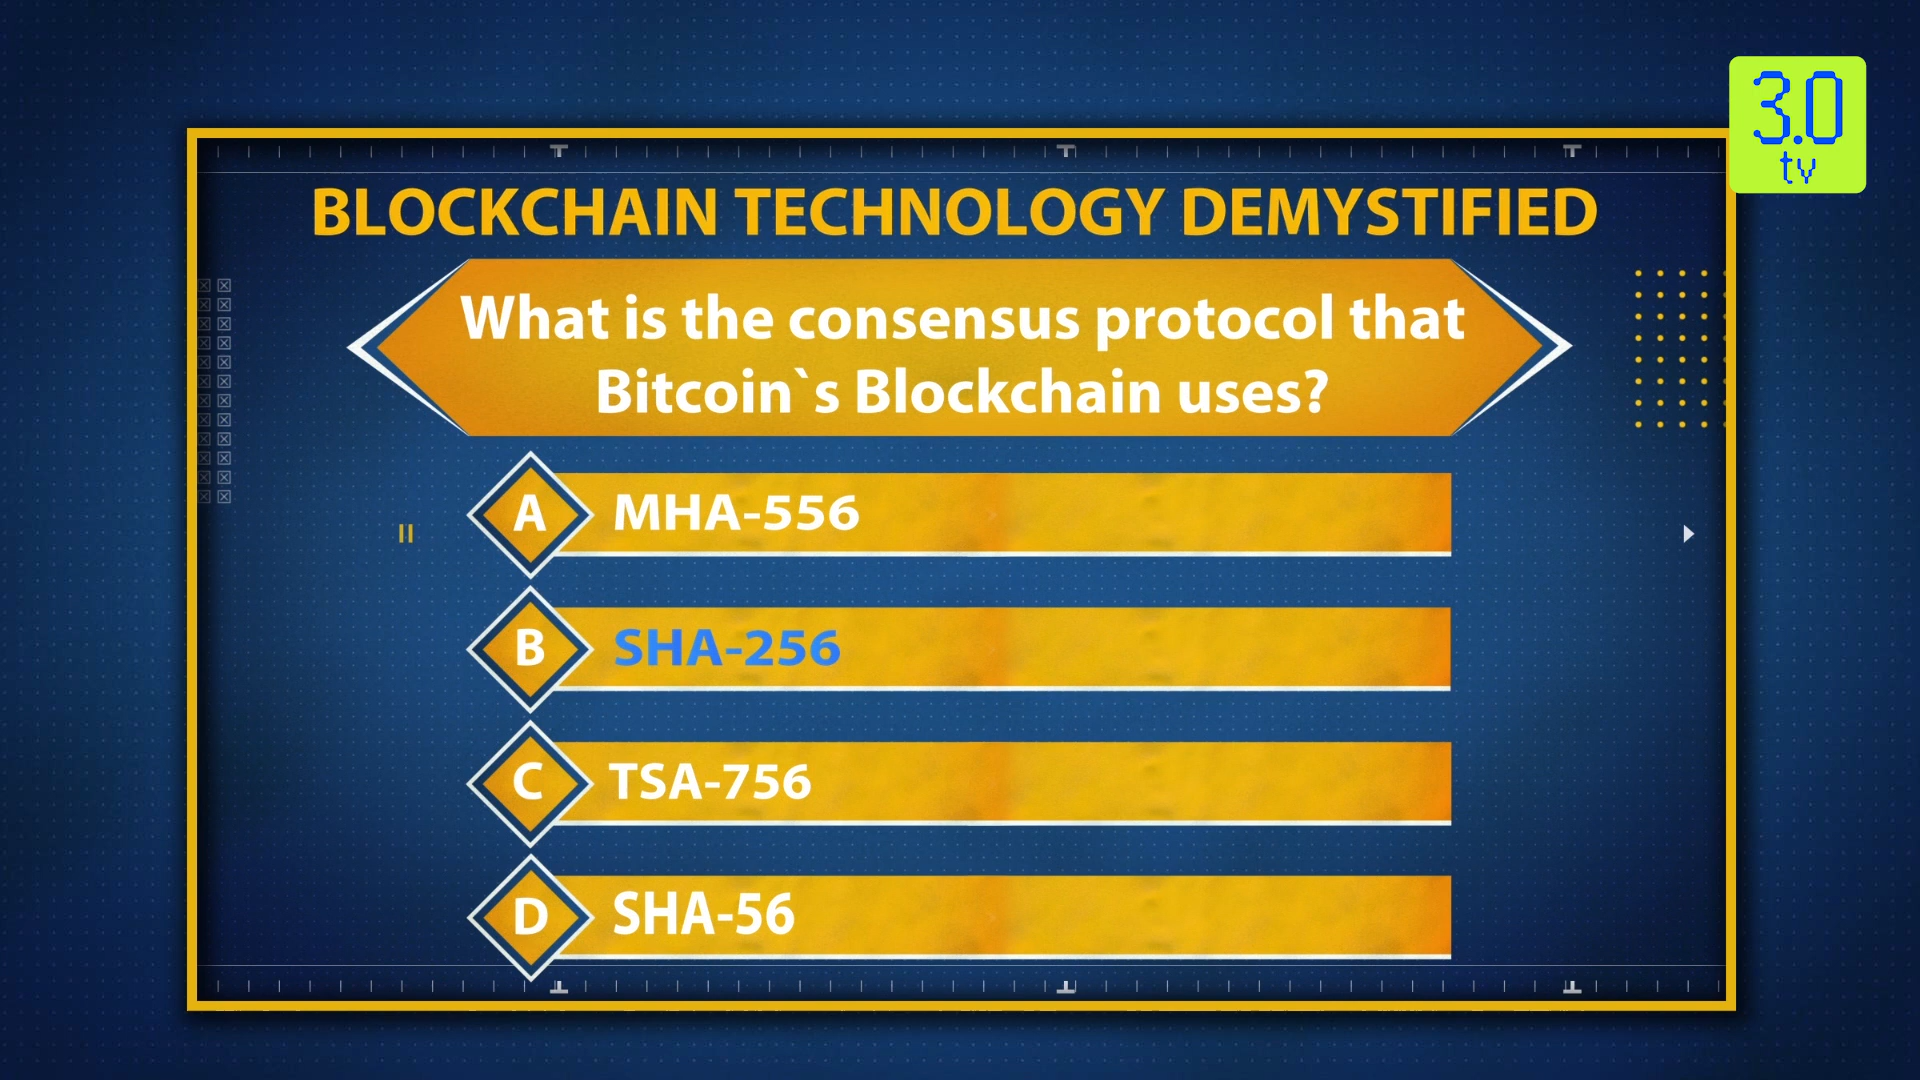 3.0
tv
BLOCKCHAIN TECHNOLOGY DEMYSTIFIED
What is the consensus protocol that
Bitcoin`s Blockchain uses?
A MHA-556
B SHA-256
C TSA-756
D SHA-56